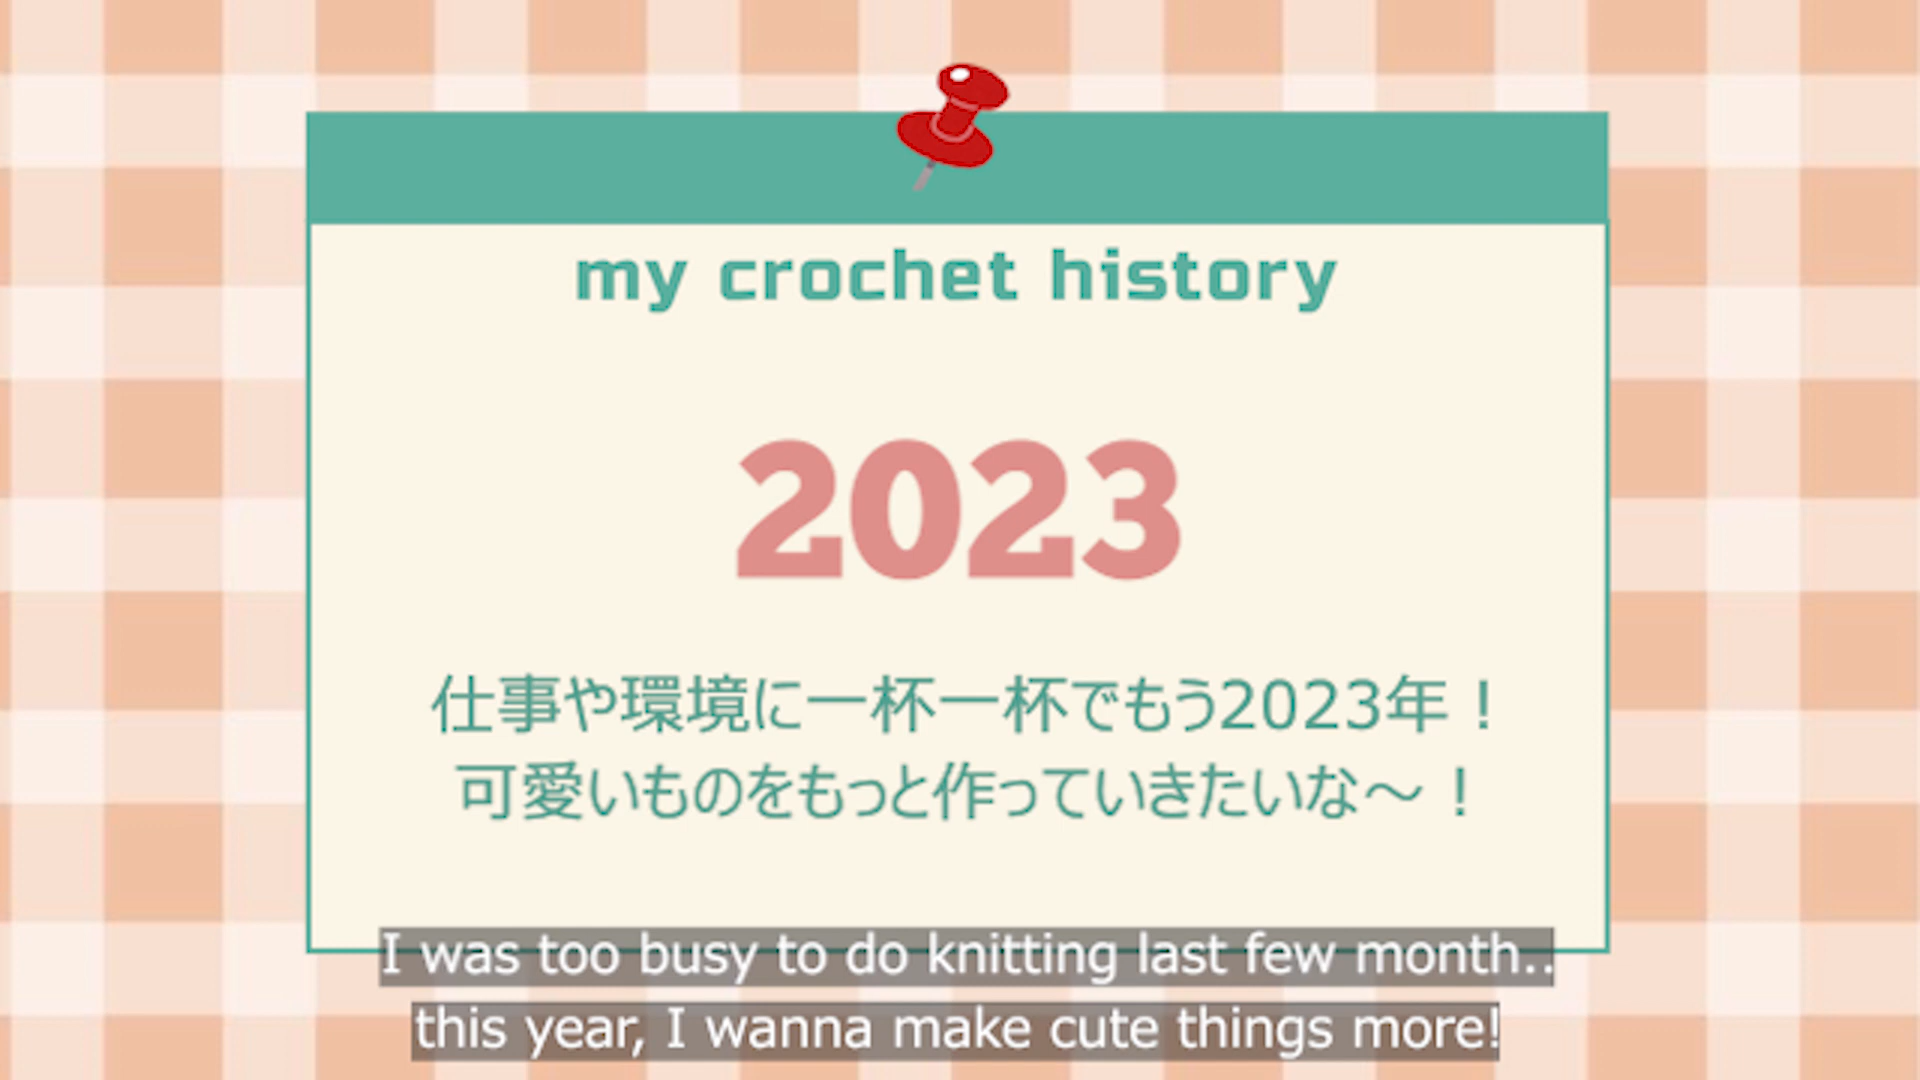 my crochet history
2023
仕事や環境に一杯一杯でもう2023年！
可愛いものをもっと作っていきたいな～！
I was too busy to do knitting last few month..
this year, I wanna make cute things more!